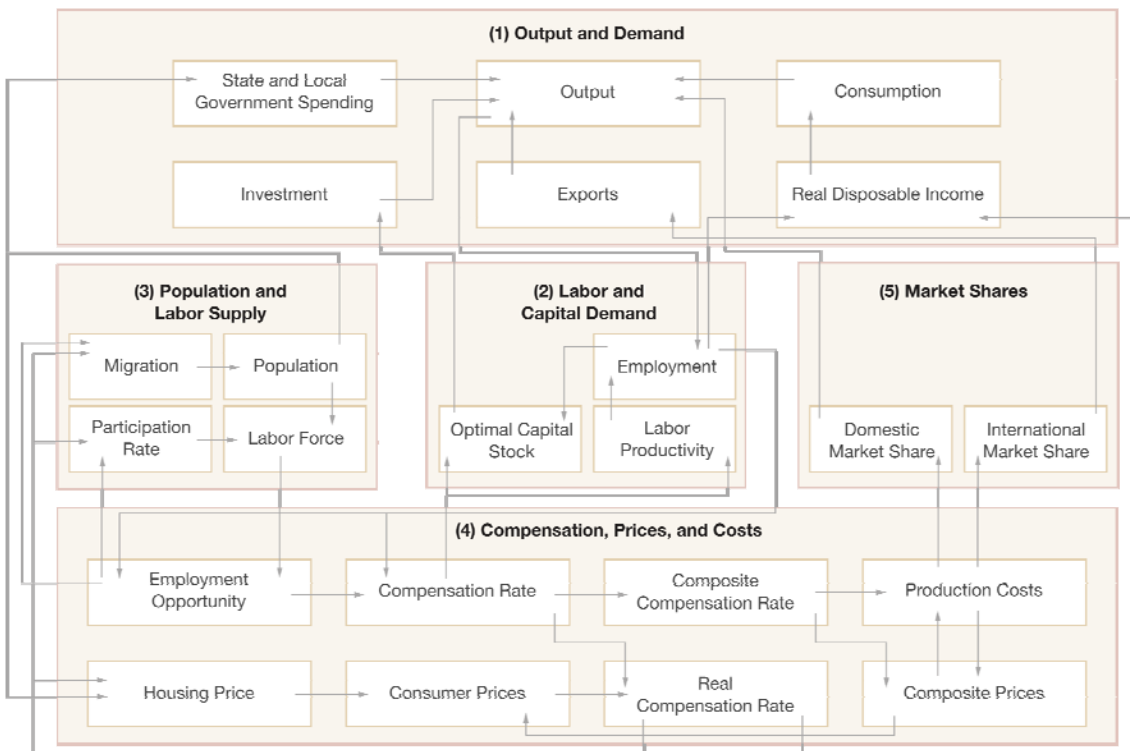 (1) Output and Demand
State and Local
Government Spending
Output
Consumption
Investment
Exports
Real Disposable Income
(3) Population and
Labor Supply
Migration
Population
Participation
Rate
Labor Force
(2) Labor and
Capital Demand
Employment
Optimal Capital
Stock
Labor
Productivity
(5) Market Shares
Domestic
Market Share
International
Market Share
(4) Compensation, Prices, and Costs
Employment
Opportunity
Compensation Rate
Composite
Compensation Rate
Production Costs
Housing Price
Consumer Prices
Real
Compensation Rate
Composite Prices